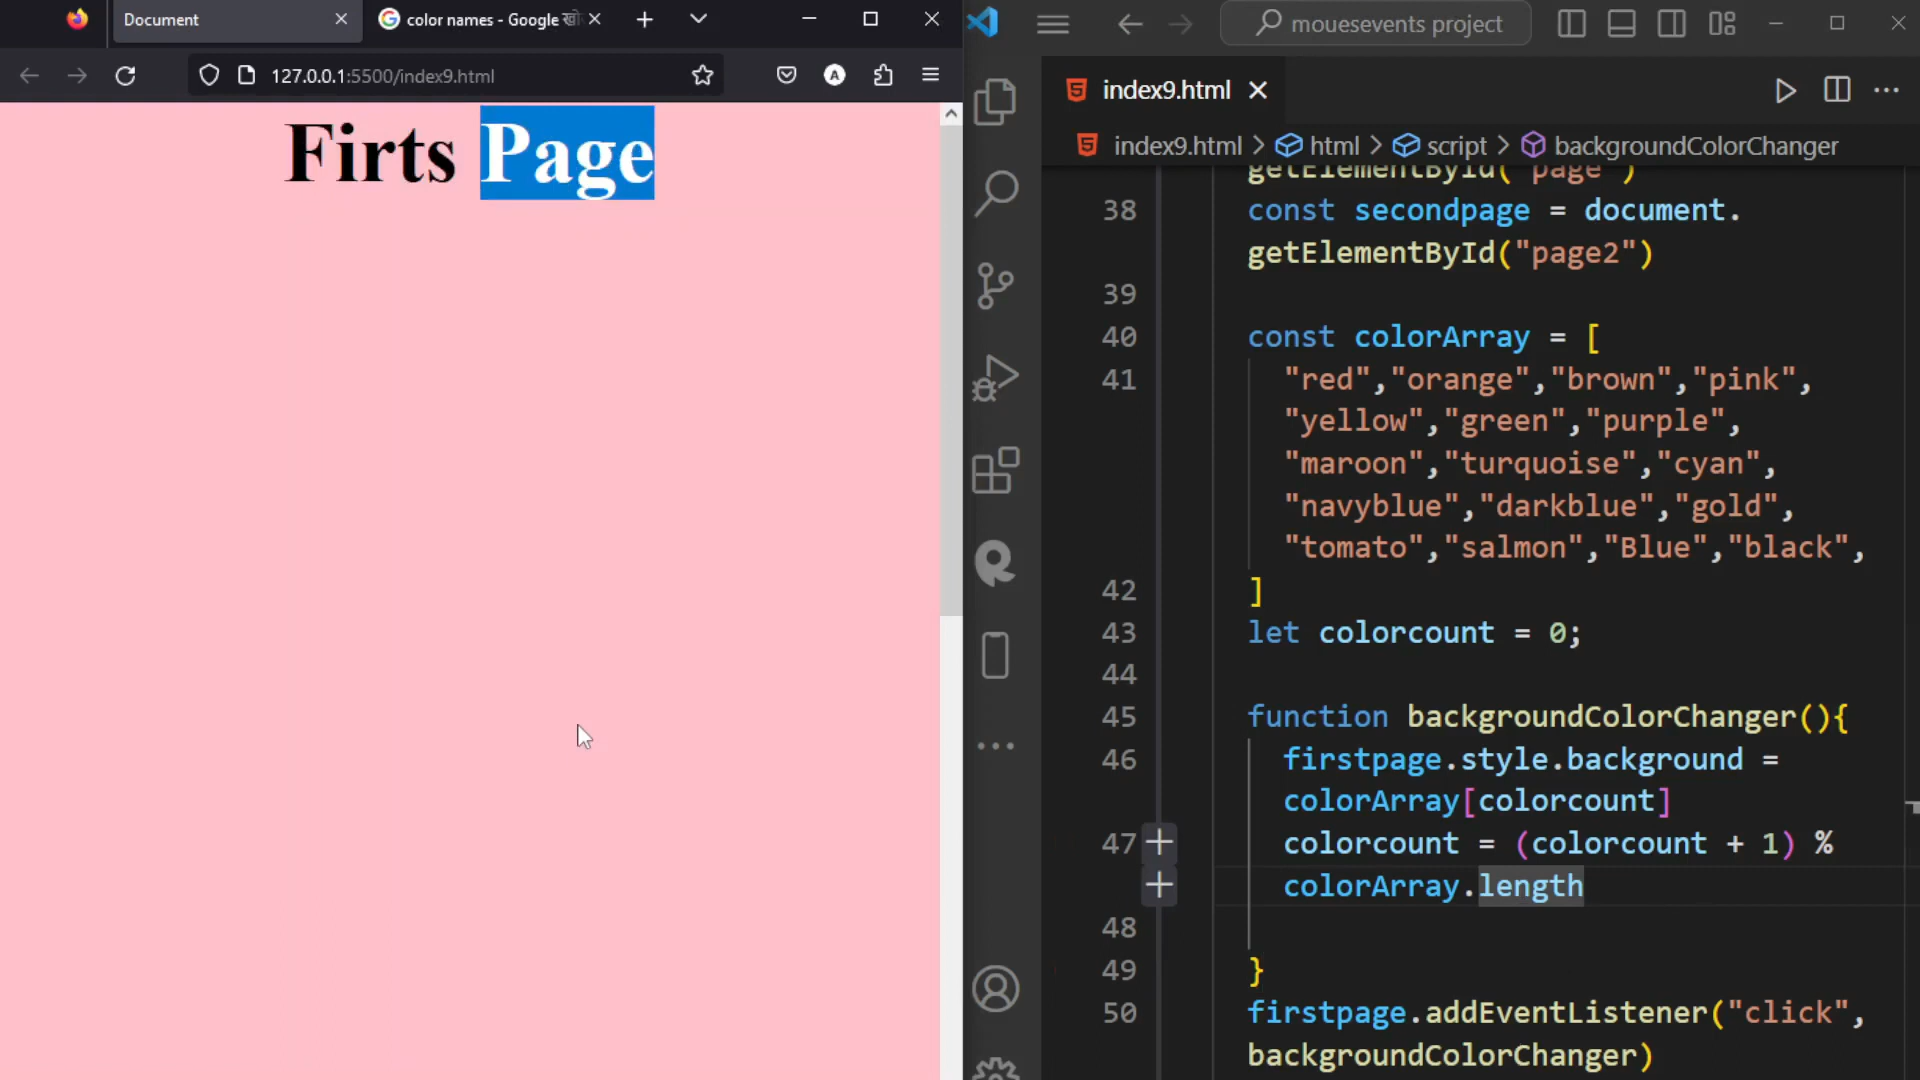 Document
color names - Google खोज
127.0.0.1:5500/index9.html
Firts Page
mouesevents project
index9.html
index9.html > html > script > backgroundColorChanger
getElementById("page")
38 const secondpage = document.
getElementById("page2")
39
40 const colorArray = [
41 "red","orange","brown","pink",
"yellow","green","purple",
"maroon","turquoise","cyan",
"navyblue","darkblue","gold",
"tomato","salmon","Blue","black",
42 ]
43 let colorcount = 0;
44
45 function backgroundColorChanger(){
46 firstpage.style.background =
colorArray[colorcount]
47 colorcount = (colorcount + 1) %
colorArray.length
48
49 }
50 firstpage.addEventListener("click",
backgroundColorChanger)